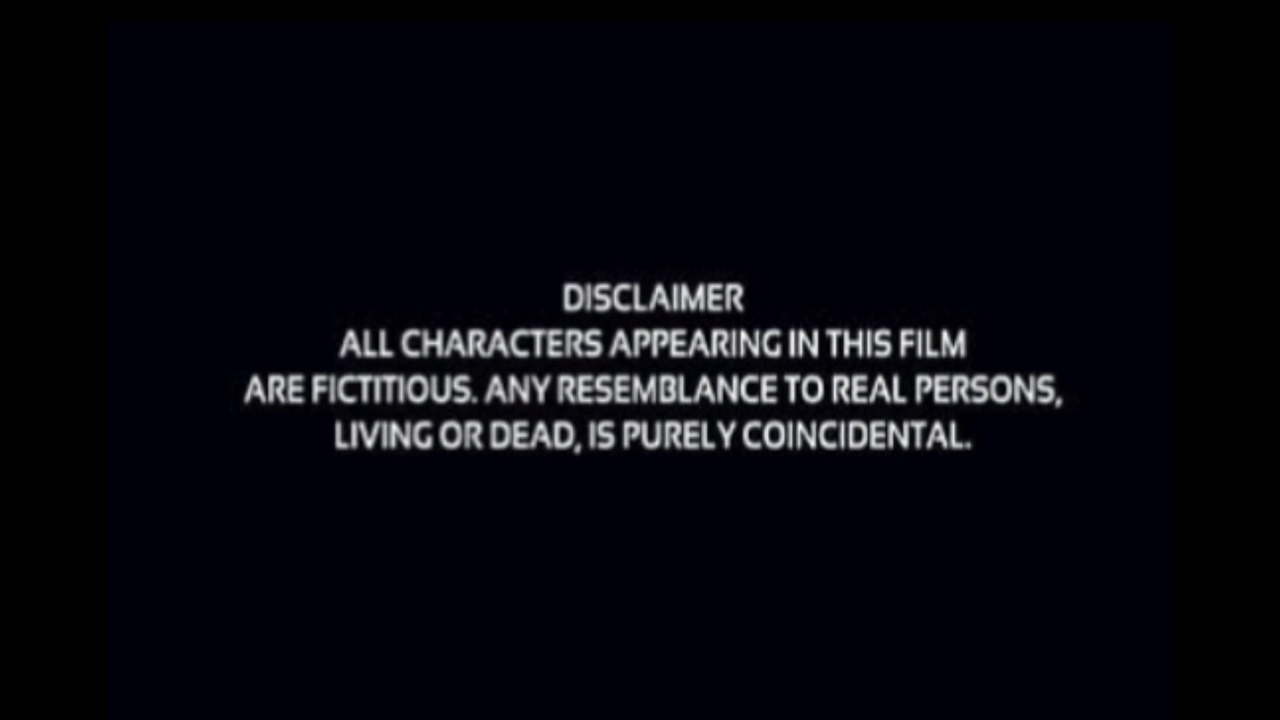 DISCLAIMER
ALL CHARACTERS APPEARING IN THIS FILM
ARE FICTITIOUS. ANY RESEMBLANCE TO REAL PERSONS,
LIVING OR DEAD, IS PURELY COINCIDENTAL.